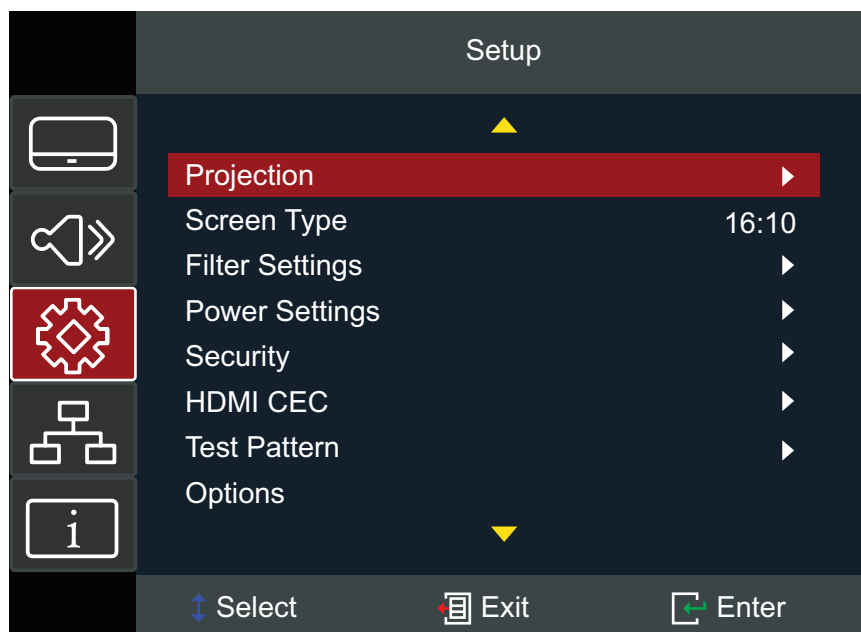 Setup
Projection
Screen Type 16:10
Filter Settings
Power Settings
Security
HDMI CEC
Test Pattern
Options
i
Select Exit Enter